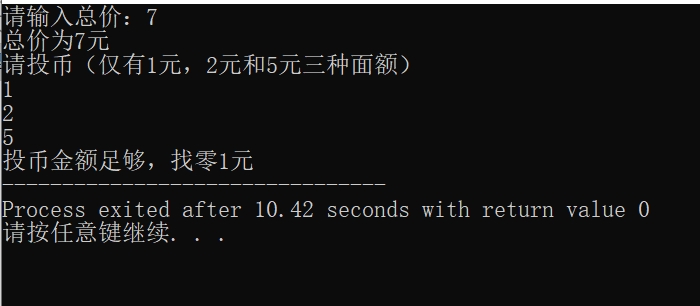 请输入总价：7
总价为7元
请投币（仅有1元，2元和5元三种面额）
1
2
5
投币金额足够，找零1元
--------------------------------
Process exited after 10.42 seconds with return value 0
请按任意键继续. . .